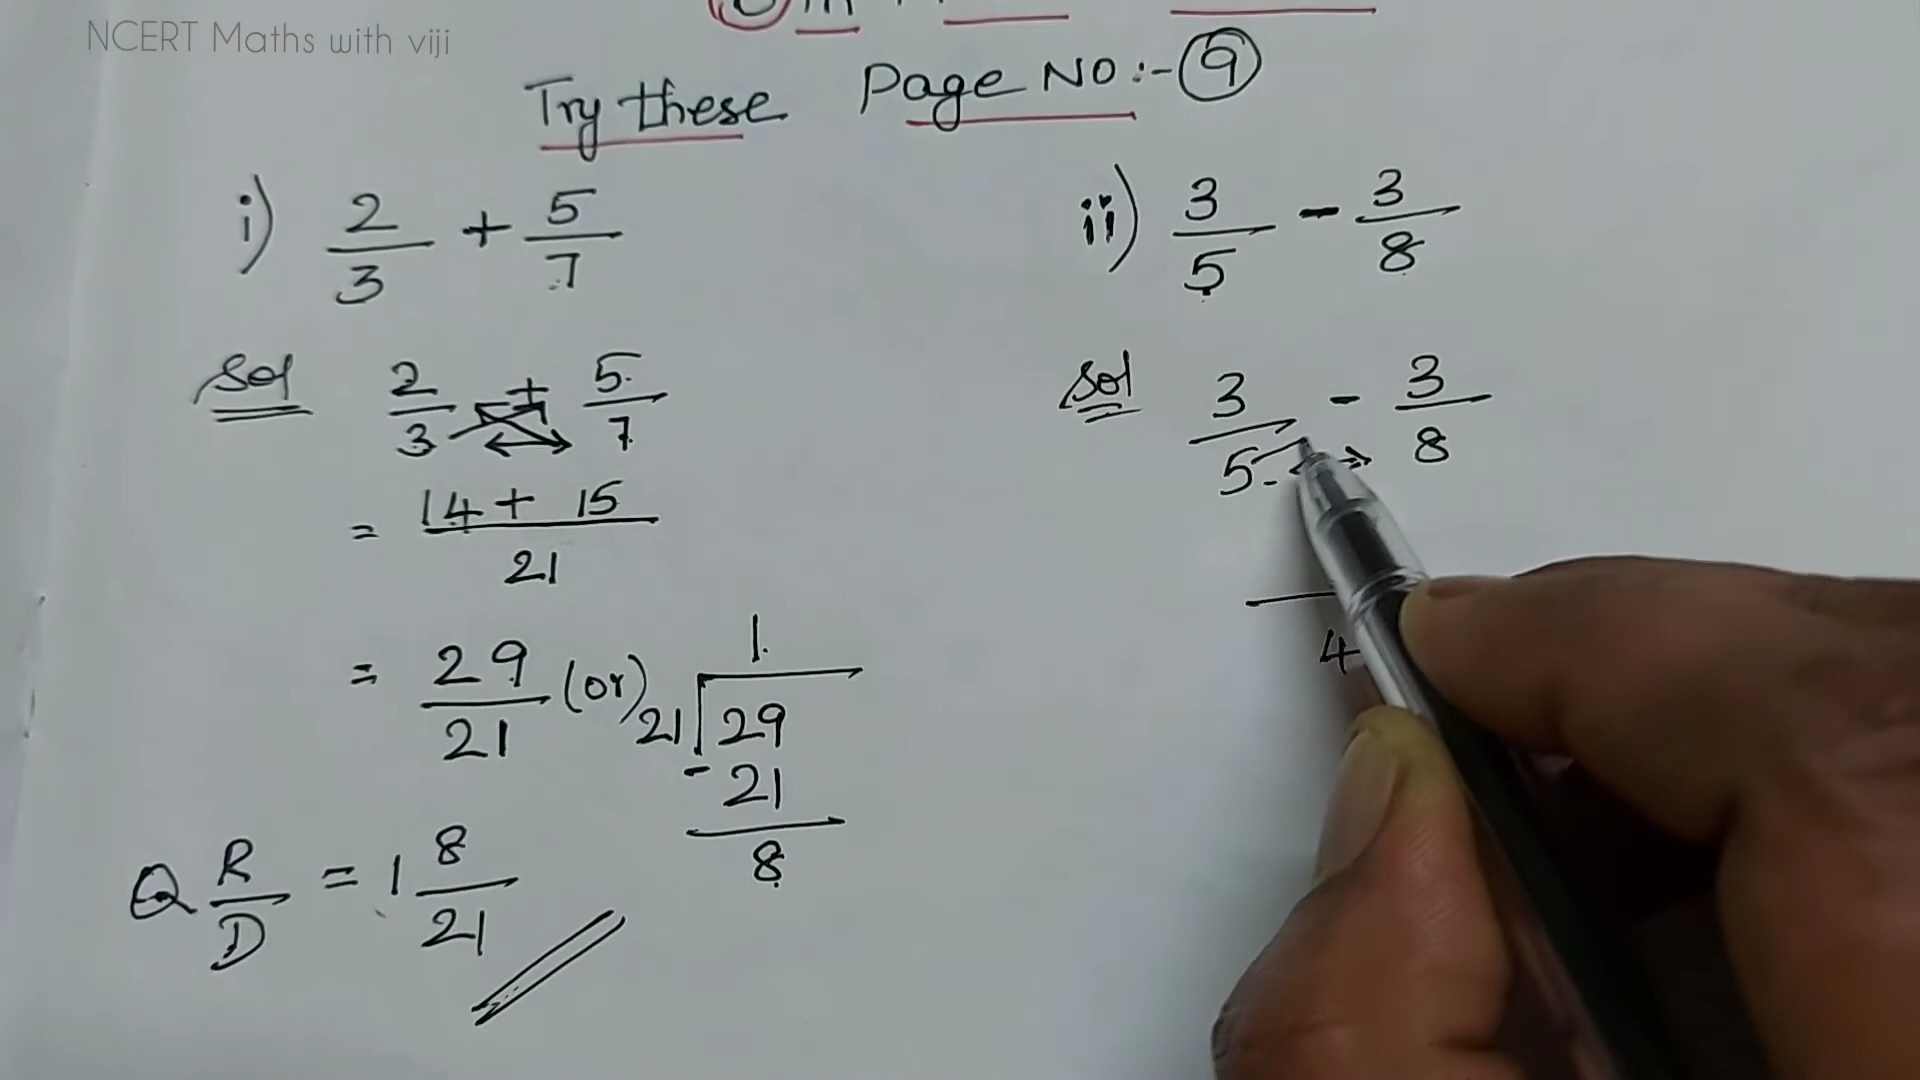 NCERT Maths with viji
Try these Page No:- 9
i) 2/3 + 5/7
Sol 2/3 + 5/7
= 14 + 15 / 21
= 29/21 (or) 21 29 1
- 21
8
Q R/D = 1 8/21
ii) 3/5 - 3/8
Sol 3/5 - 3/8
4